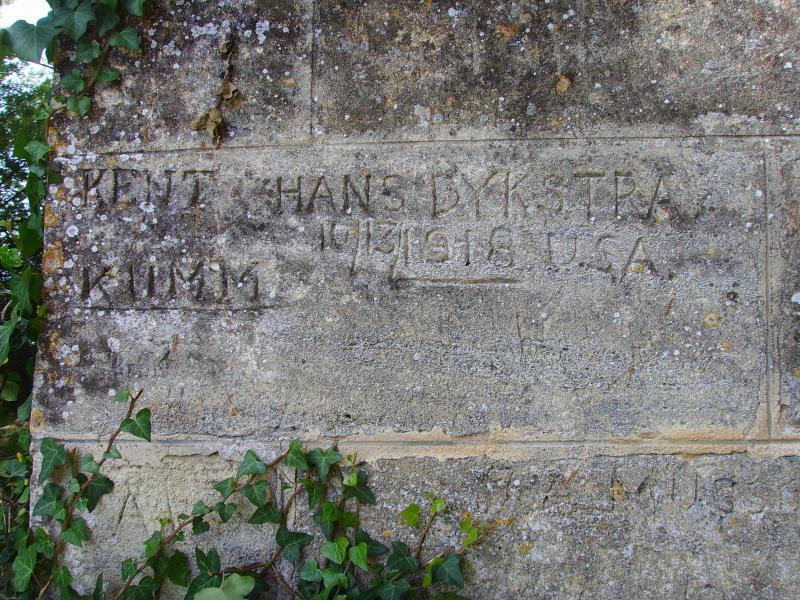 KENT HANS DYKSTRA
10/13/1918 U.S.A.
KUMM